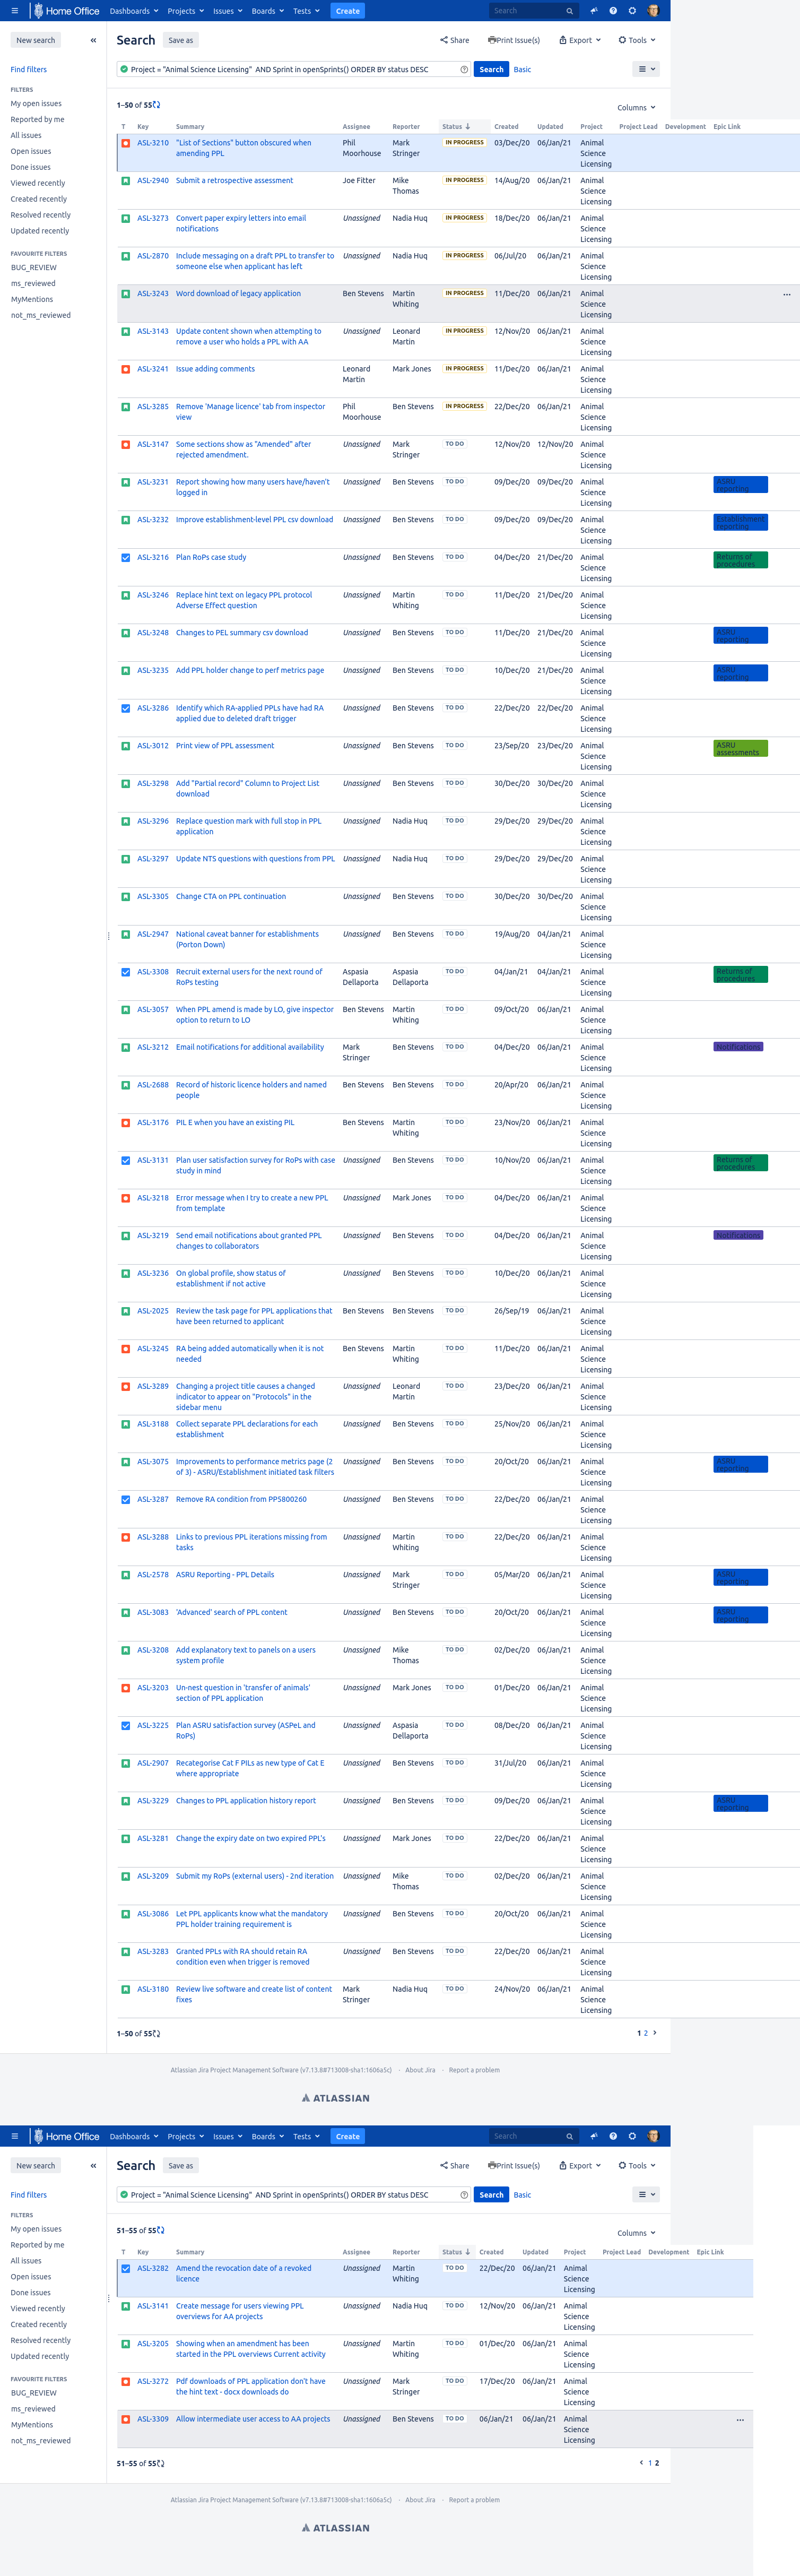 Home Office Dashboards Projects Issues Boards Tests Create Search
New search
Find filters
FILTERS
My open issues
Reported by me
All issues
Open issues
Done issues
Viewed recently
Created recently
Resolved recently
Updated recently
FAVOURITE FILTERS
BUG_REVIEW
ms_reviewed
MyMentions
not_ms_reviewed
Search Save as Share Print Issue(s) Export Tools
Project = "Animal Science Licensing" AND Sprint in openSprints() ORDER BY status DESC Search Basic
1–50 of 55 Columns
T Key Summary Assignee Reporter Status Created Updated Project Project Lead Development Epic Link
ASL-3210 "List of Sections" button obscured when Phil Mark IN PROGRESS 03/Dec/20 06/Jan/21 Animal
amending PPL Moorhouse Stringer Science
Licensing
ASL-2940 Submit a retrospective assessment Joe Fitter Mike IN PROGRESS 14/Aug/20 06/Jan/21 Animal
Thomas Science
Licensing
ASL-3273 Convert paper expiry letters into email Unassigned Nadia Huq IN PROGRESS 18/Dec/20 06/Jan/21 Animal
notifications Science
Licensing
ASL-2870 Include messaging on a draft PPL to transfer to Unassigned Nadia Huq IN PROGRESS 06/Jul/20 06/Jan/21 Animal
someone else when applicant has left Science
Licensing
ASL-3243 Word download of legacy application Ben Stevens Martin IN PROGRESS 11/Dec/20 06/Jan/21 Animal
Whiting Science
Licensing
ASL-3143 Update content shown when attempting to Unassigned Leonard IN PROGRESS 12/Nov/20 06/Jan/21 Animal
remove a user who holds a PPL with AA Martin Science
Licensing
ASL-3241 Issue adding comments Leonard Mark Jones IN PROGRESS 11/Dec/20 06/Jan/21 Animal
Martin Science
Licensing
ASL-3285 Remove 'Manage licence' tab from inspector Phil Ben Stevens IN PROGRESS 22/Dec/20 06/Jan/21 Animal
view Moorhouse Science
Licensing
ASL-3147 Some sections show as "Amended" after Unassigned Mark TO DO 12/Nov/20 12/Nov/20 Animal
rejected amendment. Stringer Science
Licensing
ASL-3231 Report showing how many users have/haven't Unassigned Ben Stevens TO DO 09/Dec/20 09/Dec/20 Animal ASRU
logged in Science reporting
Licensing
ASL-3232 Improve establishment-level PPL csv download Unassigned Ben Stevens TO DO 09/Dec/20 09/Dec/20 Animal Establishment
Science reporting
Licensing
ASL-3216 Plan RoPs case study Unassigned Ben Stevens TO DO 04/Dec/20 21/Dec/20 Animal Returns of
Science procedures
Licensing
ASL-3246 Replace hint text on legacy PPL protocol Unassigned Martin TO DO 11/Dec/20 21/Dec/20 Animal
Adverse Effect question Whiting Science
Licensing
ASL-3248 Changes to PEL summary csv download Unassigned Ben Stevens TO DO 11/Dec/20 21/Dec/20 Animal ASRU
Science reporting
Licensing
ASL-3235 Add PPL holder change to perf metrics page Unassigned Ben Stevens TO DO 10/Dec/20 21/Dec/20 Animal ASRU
Science reporting
Licensing
ASL-3286 Identify which RA-applied PPLs have had RA Unassigned Ben Stevens TO DO 22/Dec/20 22/Dec/20 Animal
applied due to deleted draft trigger Science
Licensing
ASL-3012 Print view of PPL assessment Unassigned Ben Stevens TO DO 23/Sep/20 23/Dec/20 Animal ASRU
Science assessments
Licensing
ASL-3298 Add "Partial record" Column to Project List Unassigned Ben Stevens TO DO 30/Dec/20 30/Dec/20 Animal
download Science
Licensing
ASL-3296 Replace question mark with full stop in PPL Unassigned Nadia Huq TO DO 29/Dec/20 29/Dec/20 Animal
application Science
Licensing
ASL-3297 Update NTS questions with questions from PPL Unassigned Nadia Huq TO DO 29/Dec/20 29/Dec/20 Animal
Science
Licensing
ASL-3305 Change CTA on PPL continuation Unassigned Ben Stevens TO DO 30/Dec/20 30/Dec/20 Animal
Science
Licensing
ASL-2947 National caveat banner for establishments Unassigned Ben Stevens TO DO 19/Aug/20 04/Jan/21 Animal
(Porton Down) Science
Licensing
ASL-3308 Recruit external users for the next round of Aspasia Aspasia TO DO 04/Jan/21 04/Jan/21 Animal Returns of
RoPs testing Dellaporta Dellaporta Science procedures
Licensing
ASL-3057 When PPL amend is made by LO, give inspector Ben Stevens Martin TO DO 09/Oct/20 06/Jan/21 Animal
option to return to LO Whiting Science
Licensing
ASL-3212 Email notifications for additional availability Mark Ben Stevens TO DO 04/Dec/20 06/Jan/21 Animal Notifications
Stringer Science
Licensing
ASL-2688 Record of historic licence holders and named Ben Stevens Ben Stevens TO DO 20/Apr/20 06/Jan/21 Animal
people Science
Licensing
ASL-3176 PIL E when you have an existing PIL Ben Stevens Martin TO DO 23/Nov/20 06/Jan/21 Animal
Whiting Science
Licensing
ASL-3131 Plan user satisfaction survey for RoPs with case Unassigned Ben Stevens TO DO 10/Nov/20 06/Jan/21 Animal Returns of
study in mind Science procedures
Licensing
ASL-3218 Error message when I try to create a new PPL Unassigned Mark Jones TO DO 04/Dec/20 06/Jan/21 Animal
from template Science
Licensing
ASL-3219 Send email notifications about granted PPL Unassigned Ben Stevens TO DO 04/Dec/20 06/Jan/21 Animal Notifications
changes to collaborators Science
Licensing
ASL-3236 On global profile, show status of Unassigned Ben Stevens TO DO 10/Dec/20 06/Jan/21 Animal
establishment if not active Science
Licensing
ASL-2025 Review the task page for PPL applications that Ben Stevens Ben Stevens TO DO 26/Sep/19 06/Jan/21 Animal
have been returned to applicant Science
Licensing
ASL-3245 RA being added automatically when it is not Ben Stevens Martin TO DO 11/Dec/20 06/Jan/21 Animal
needed Whiting Science
Licensing
ASL-3289 Changing a project title causes a changed Unassigned Leonard TO DO 23/Dec/20 06/Jan/21 Animal
indicator to appear on "Protocols" in the Martin Science
sidebar menu Licensing
ASL-3188 Collect separate PPL declarations for each Unassigned Ben Stevens TO DO 25/Nov/20 06/Jan/21 Animal
establishment Science
Licensing
ASL-3075 Improvements to performance metrics page (2 Unassigned Ben Stevens TO DO 20/Oct/20 06/Jan/21 Animal ASRU
of 3) - ASRU/Establishment initiated task filters Science reporting
Licensing
ASL-3287 Remove RA condition from PP5800260 Unassigned Ben Stevens TO DO 22/Dec/20 06/Jan/21 Animal
Science
Licensing
ASL-3288 Links to previous PPL iterations missing from Unassigned Martin TO DO 22/Dec/20 06/Jan/21 Animal
tasks Whiting Science
Licensing
ASL-2578 ASRU Reporting - PPL Details Unassigned Mark TO DO 05/Mar/20 06/Jan/21 Animal ASRU
Stringer Science reporting
Licensing
ASL-3083 'Advanced' search of PPL content Unassigned Ben Stevens TO DO 20/Oct/20 06/Jan/21 Animal ASRU
Science reporting
Licensing
ASL-3208 Add explanatory text to panels on a users Unassigned Mike TO DO 02/Dec/20 06/Jan/21 Animal
system profile Thomas Science
Licensing
ASL-3203 Un-nest question in 'transfer of animals' Unassigned Mark Jones TO DO 01/Dec/20 06/Jan/21 Animal
section of PPL application Science
Licensing
ASL-3225 Plan ASRU satisfaction survey (ASPeL and Unassigned Aspasia TO DO 08/Dec/20 06/Jan/21 Animal
RoPs) Dellaporta Science
Licensing
ASL-2907 Recategorise Cat F PILs as new type of Cat E Unassigned Ben Stevens TO DO 31/Jul/20 06/Jan/21 Animal
where appropriate Science
Licensing
ASL-3229 Changes to PPL application history report Unassigned Ben Stevens TO DO 09/Dec/20 06/Jan/21 Animal ASRU
Science reporting
Licensing
ASL-3281 Change the expiry date on two expired PPL's Unassigned Mark Jones TO DO 22/Dec/20 06/Jan/21 Animal
Science
Licensing
ASL-3209 Submit my RoPs (external users) - 2nd iteration Unassigned Mike TO DO 02/Dec/20 06/Jan/21 Animal
Thomas Science
Licensing
ASL-3086 Let PPL applicants know what the mandatory Unassigned Ben Stevens TO DO 20/Oct/20 06/Jan/21 Animal
PPL holder training requirement is Science
Licensing
ASL-3283 Granted PPLs with RA should retain RA Unassigned Ben Stevens TO DO 22/Dec/20 06/Jan/21 Animal
condition even when trigger is removed Science
Licensing
ASL-3180 Review live software and create list of content Mark Nadia Huq TO DO 24/Nov/20 06/Jan/21 Animal
fixes Stringer Science
Licensing
1–50 of 55 1 2
Atlassian Jira Project Management Software (v7.13.8#713008-sha1:1606a5c) · About Jira · Report a problem
ATLASSIAN
Home Office Dashboards Projects Issues Boards Tests Create Search
New search
Find filters
FILTERS
My open issues
Reported by me
All issues
Open issues
Done issues
Viewed recently
Created recently
Resolved recently
Updated recently
FAVOURITE FILTERS
BUG_REVIEW
ms_reviewed
MyMentions
not_ms_reviewed
Search Save as Share Print Issue(s) Export Tools
Project = "Animal Science Licensing" AND Sprint in openSprints() ORDER BY status DESC Search Basic
51–55 of 55 Columns
T Key Summary Assignee Reporter Status Created Updated Project Project Lead Development Epic Link
ASL-3282 Amend the revocation date of a revoked Unassigned Martin TO DO 22/Dec/20 06/Jan/21 Animal
licence Whiting Science
Licensing
ASL-3141 Create message for users viewing PPL Unassigned Nadia Huq TO DO 12/Nov/20 06/Jan/21 Animal
overviews for AA projects Science
Licensing
ASL-3205 Showing when an amendment has been Unassigned Martin TO DO 01/Dec/20 06/Jan/21 Animal
started in the PPL overviews Current activity Whiting Science
Licensing
ASL-3272 Pdf downloads of PPL application don't have Unassigned Mark TO DO 17/Dec/20 06/Jan/21 Animal
the hint text - docx downloads do Stringer Science
Licensing
ASL-3309 Allow intermediate user access to AA projects Unassigned Ben Stevens TO DO 06/Jan/21 06/Jan/21 Animal
Science
Licensing
51–55 of 55 1 2
Atlassian Jira Project Management Software (v7.13.8#713008-sha1:1606a5c) · About Jira · Report a problem
ATLASSIAN